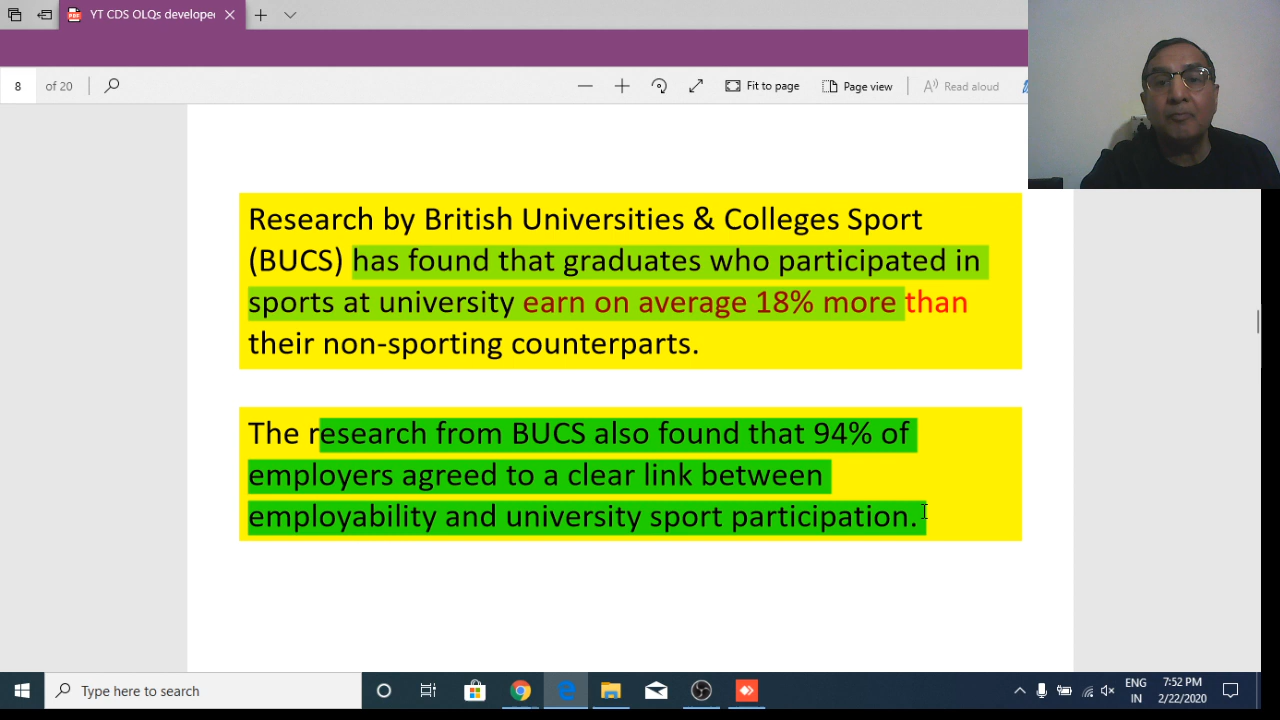 YT CDS OLQs develope
8 of 20
Fit to page
Page view
Read aloud
Research by British Universities & Colleges Sport
(BUCS) has found that graduates who participated in
sports at university earn on average 18% more than
their non-sporting counterparts.
The research from BUCS also found that 94% of
employers agreed to a clear link between
employability and university sport participation.
Type here to search
ENG
IN
7:52 PM
2/22/2020